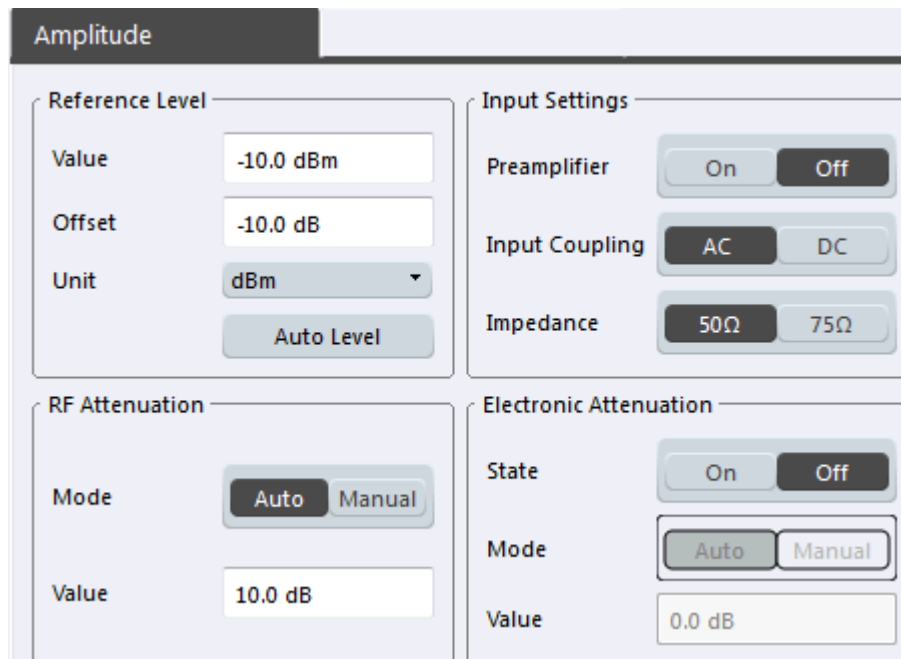 Amplitude
Reference Level
Value -10.0 dBm
Offset -10.0 dB
Unit dBm
Auto Level
Input Settings
Preamplifier On Off
Input Coupling AC DC
Impedance 50Ω 75Ω
RF Attenuation
Mode Auto Manual
Value 10.0 dB
Electronic Attenuation
State On Off
Mode Auto Manual
Value 0.0 dB